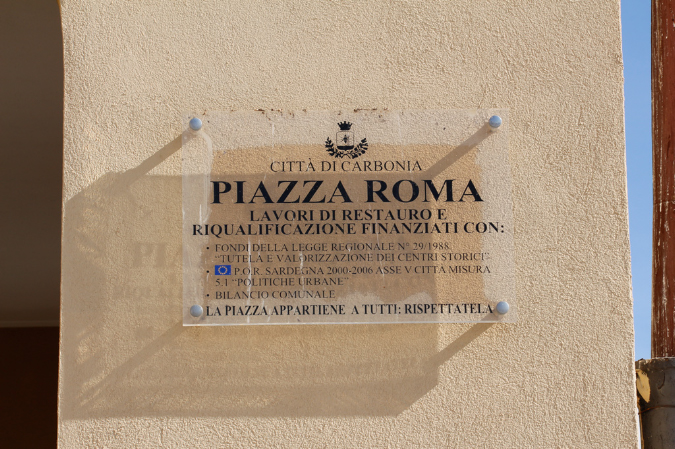 CITTÀ DI CARBONIA
PIAZZA ROMA
LAVORI DI RESTAURO E
RIQUALIFICAZIONE FINANZIATI CON:
• FONDI DELLA LEGGE REGIONALE N° 29/1988.
"TUTELA E VALORIZZAZIONE DEI CENTRI STORICI"
• P.O.R. SARDEGNA 2000-2006 ASSE V CITTÀ MISURA
5.1 "POLITICHE URBANE"
• BILANCIO COMUNALE
LA PIAZZA APPARTIENE A TUTTI: RISPETTATELA